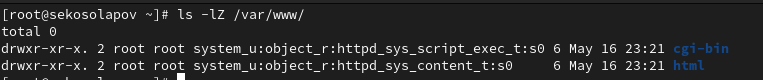 [root@sekosolapov ~]# ls -lZ /var/www/
total 0
drwxr-xr-x. 2 root root system_u:object_r:httpd_sys_script_exec_t:s0 6 May 16 23:21 cgi-bin
drwxr-xr-x. 2 root root system_u:object_r:httpd_sys_content_t:s0     6 May 16 23:21 html
[root@sekosolapov ~]#